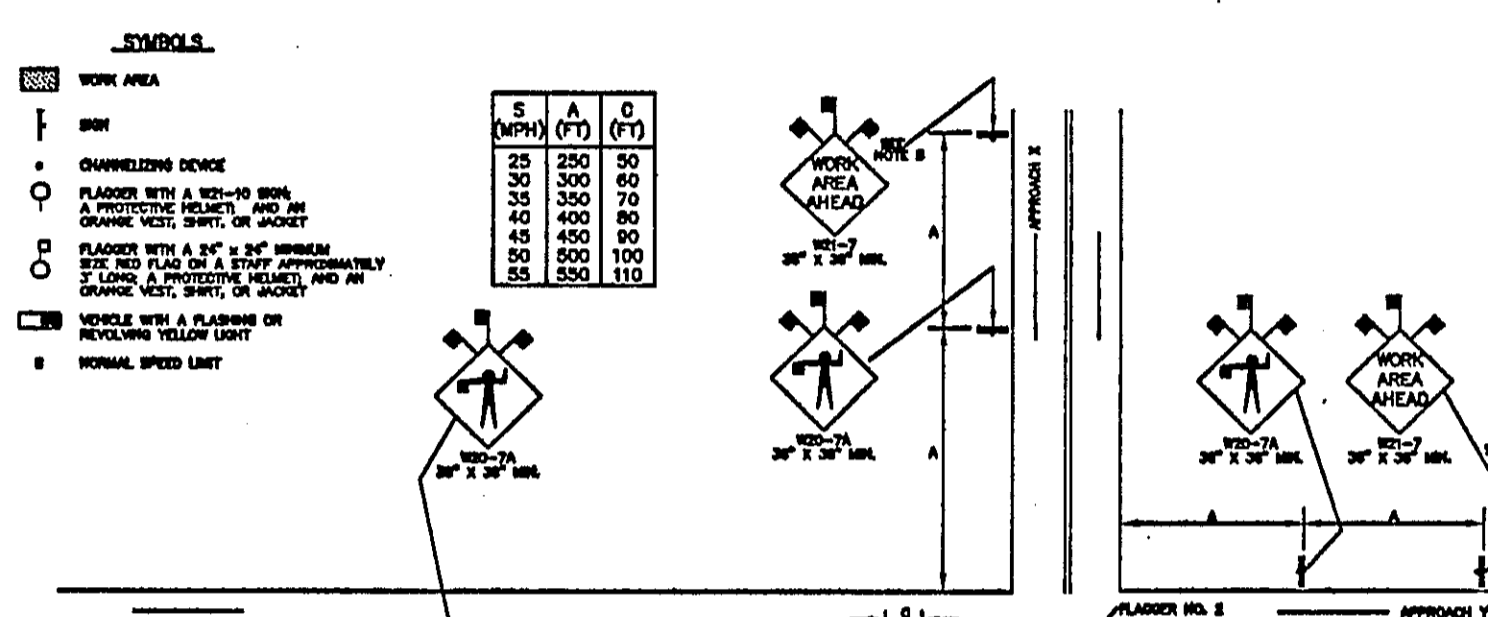 SYMBOLS
WORK AREA
SIGN
CHANNELIZING DEVICE
FLAGGER WITH A W21-10 SIGN;
A PROTECTIVE HELMET; AND AN
ORANGE VEST, SHIRT, OR JACKET
FLAGGER WITH A 24" x 24" MINIMUM
SIZE RED FLAG ON A STAFF APPROXIMATELY
3' LONG; A PROTECTIVE HELMET; AND AN
ORANGE VEST, SHIRT, OR JACKET
VEHICLE WITH A FLASHING OR
REVOLVING YELLOW LIGHT
S NORMAL SPEED LIMIT
S A C
(MPH) (FT) (FT)
25 250 50
30 300 60
35 350 70
40 400 80
45 450 90
50 500 100
55 550 110
W20-7A
36" X 36" MIN.
WORK
AREA
AHEAD
SEE
NOTE
W21-7
36" X 36" MIN.
W20-7A
36" X 36" MIN.
A
A
APPROACH X
W20-7A
36" X 36" MIN.
WORK
AREA
AHEAD
W21-7
36" X 36" MIN.
A
A
FLAGGER NO. 2
APPROACH Y